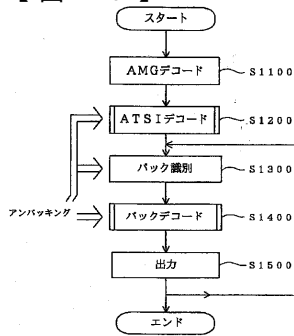 スタート
AMGデコード
S1100
ATSIデコード
S1200
パック識別
S1300
アンパッキング
パックデコード
S1400
出力
S1500
エンド